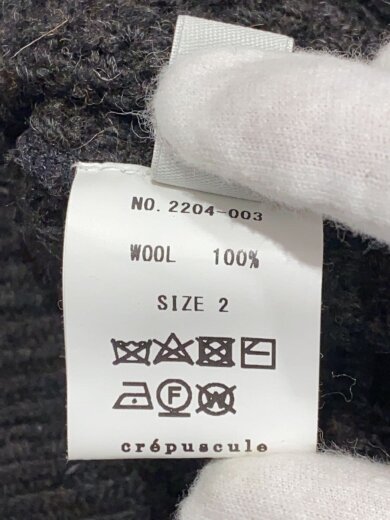 NO. 2204-003
WOOL 100%
SIZE 2
F W
crépuscule